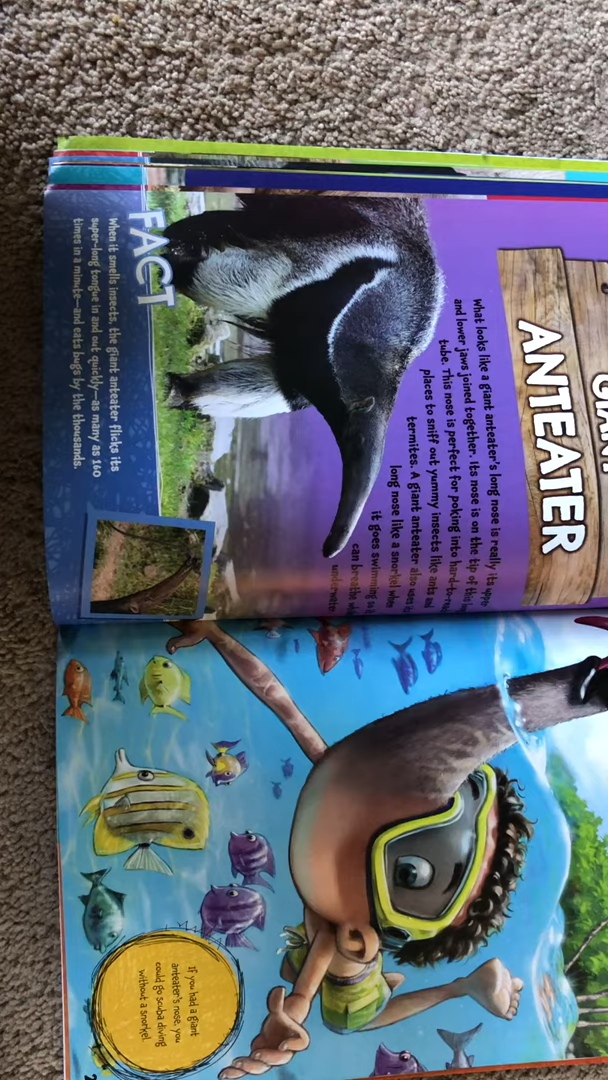 ANTEATER
What looks like a giant anteater's long nose is really its upper
and lower jaws joined together. Its nose is on the tip of this
tube. This nose is perfect for poking into hard-to-reach
places to sniff out yummy insects like ants and
termites. A giant anteater also uses its
long nose like a snorkel when
it goes swimming so it
can breathe while
underwater
FACT
When it smells insects, the giant anteater flicks its
super-long tongue in and out quickly—as many as 160
times in a minute—and eats bugs by the thousands.
If you had a giant
anteater's nose, you
could go scuba diving
without a snorkel.